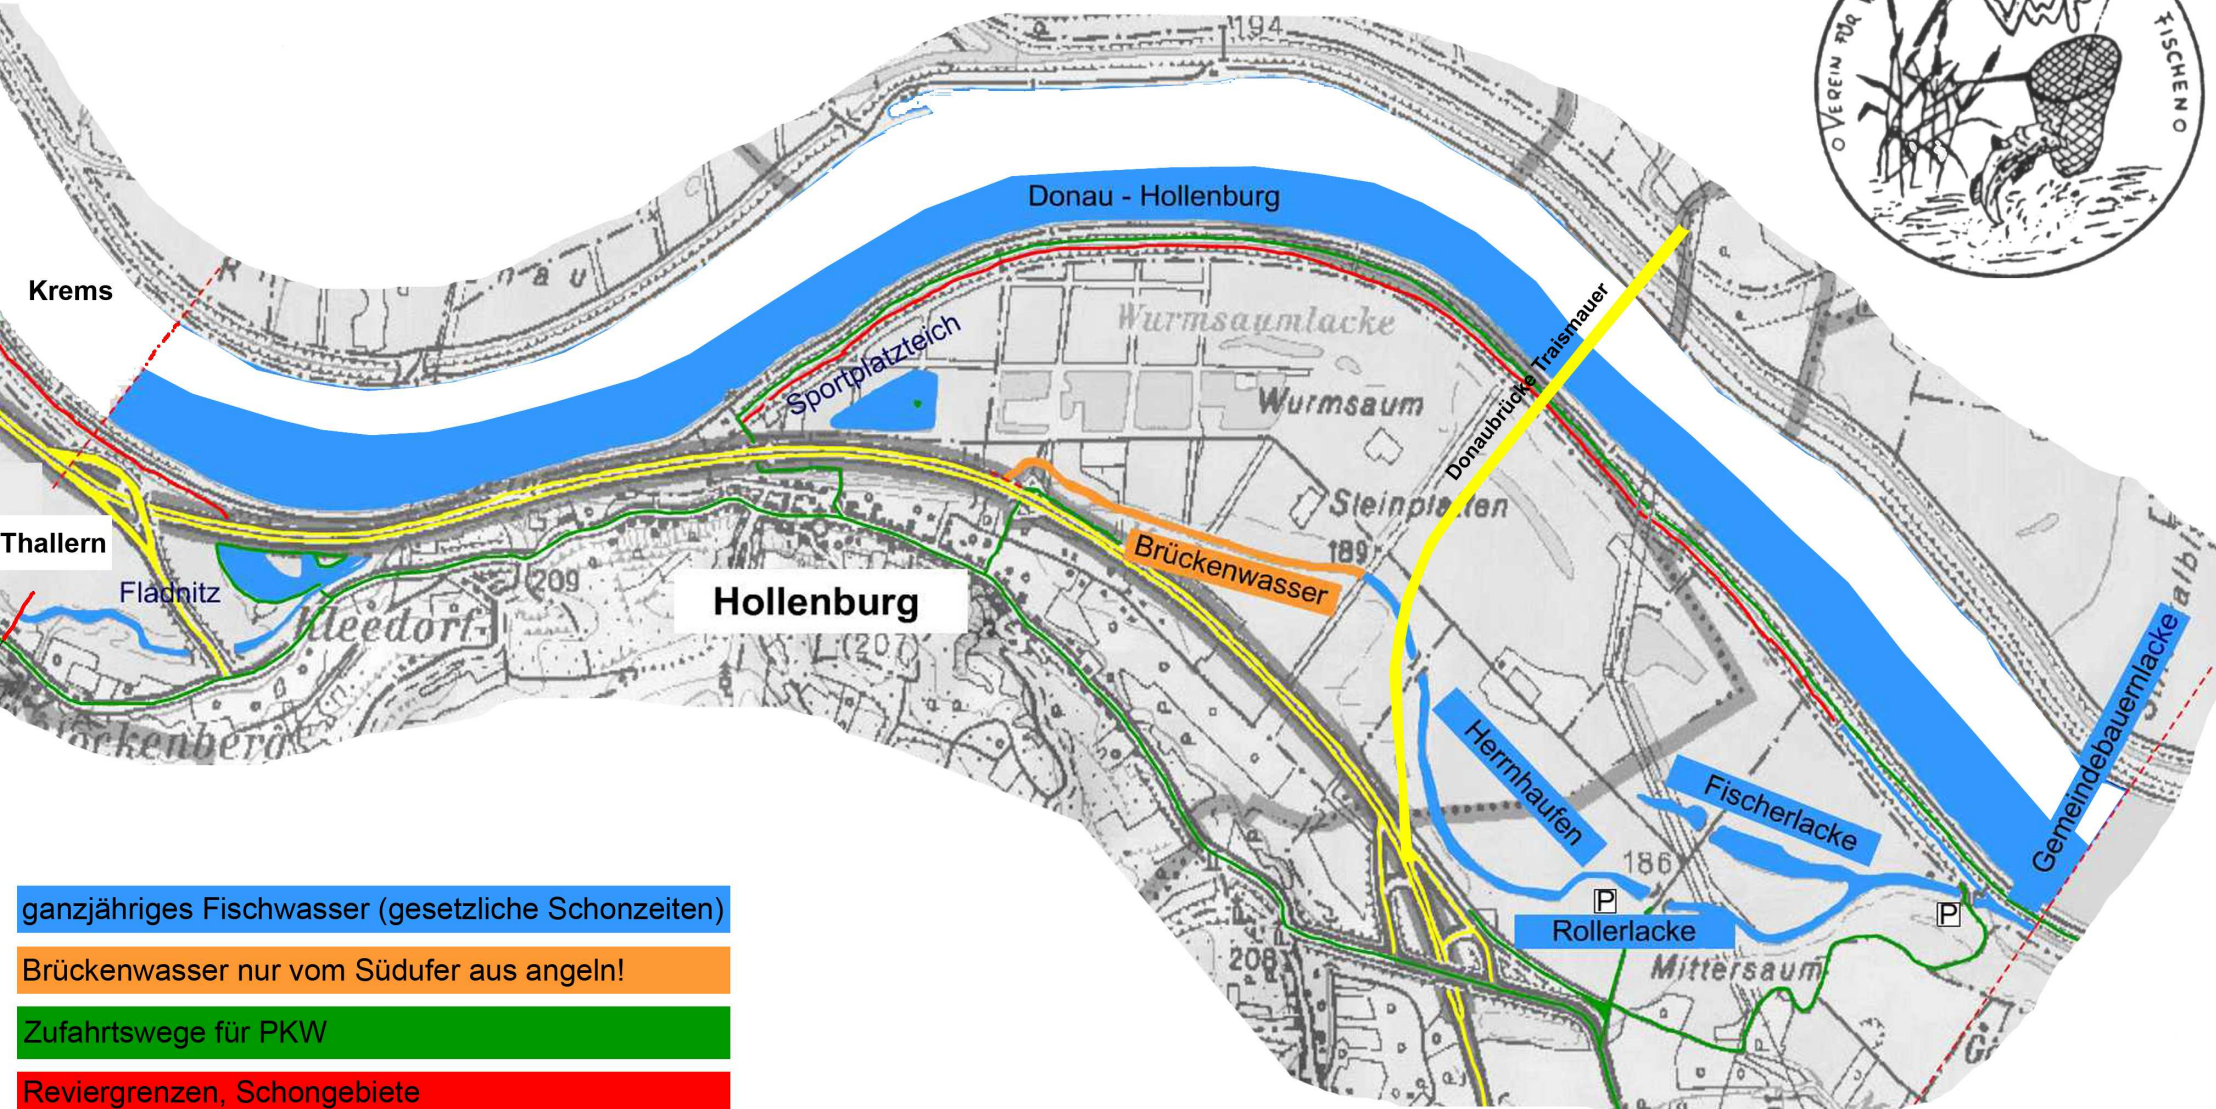 194
VEREIN FÜR
FISCHEN
Donau - Hollenburg
Krems
nau
Donaubrücke Traismauer
Wurmsaumlacke
Sportplatzteich
Wurmsaum
Steinplatten
189
Brückenwasser
Thallern
Fladnitz
209
Kleedorf
Hollenburg
(207)
Gemeindebauernlacke
Herrnhaufen
Fischerlacke
186
P
P
Rollerlacke
Mittersaum
208
ganzjähriges Fischwasser (gesetzliche Schonzeiten)
Brückenwasser nur vom Südufer aus angeln!
Zufahrtswege für PKW
Reviergrenzen, Schongebiete